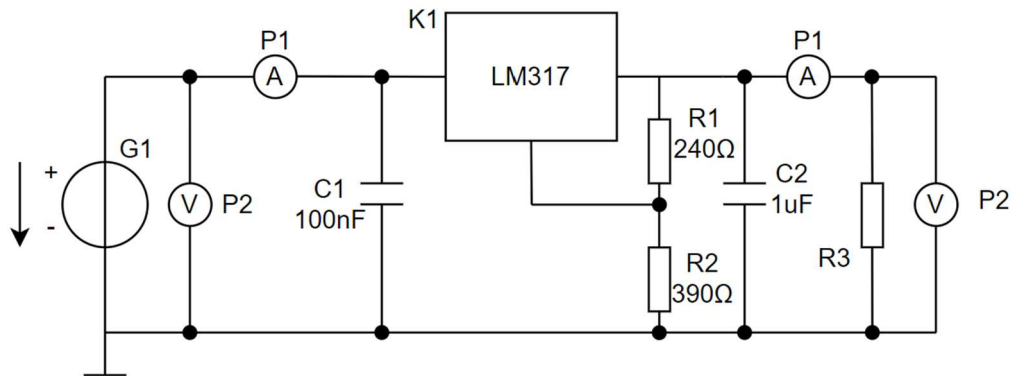 K1
P1
A
LM317
P1
A
G1
+
-
V
P2
C1
100nF
R1
240Ω
C2
1uF
R2
390Ω
R3
V
P2